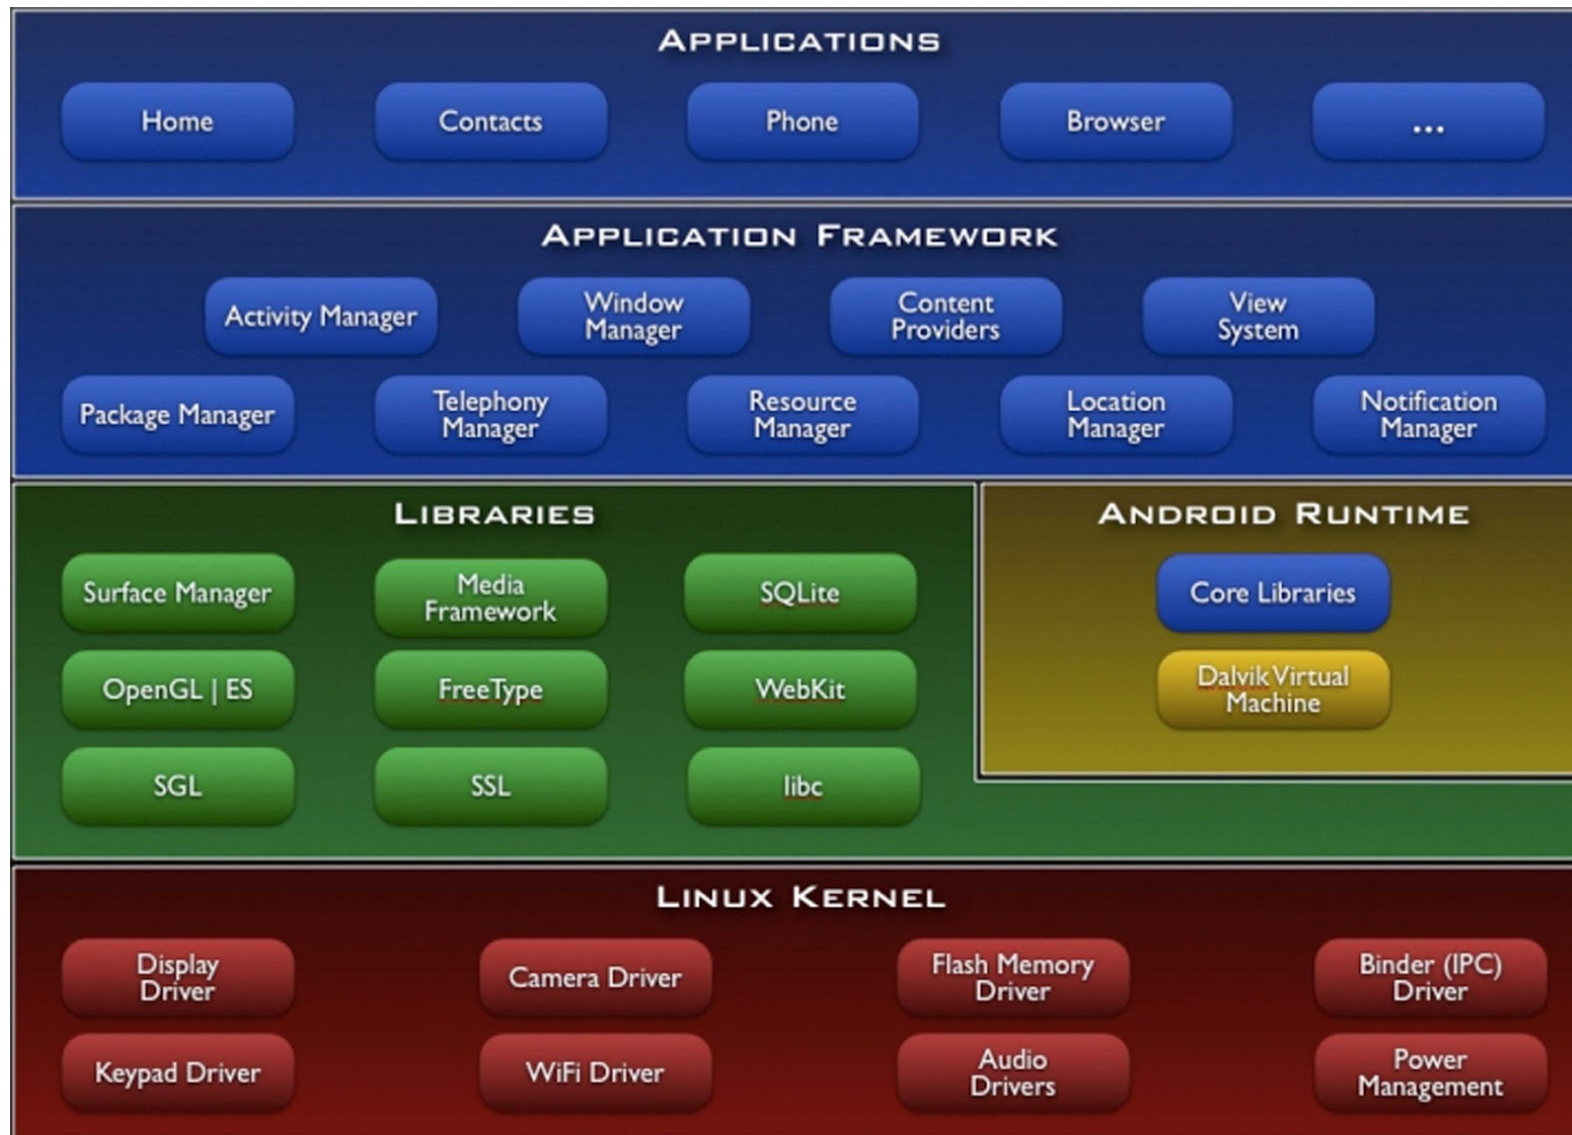 APPLICATIONS
Home
Contacts
Phone
Browser
...
APPLICATION FRAMEWORK
Activity Manager
Window
Manager
Content
Providers
View
System
Package Manager
Telephony
Manager
Resource
Manager
Location
Manager
Notification
Manager
LIBRARIES
Surface Manager
Media
Framework
SQLite
OpenGL | ES
FreeType
WebKit
SGL
SSL
libc
ANDROID RUNTIME
Core Libraries
Dalvik Virtual
Machine
LINUX KERNEL
Display
Driver
Camera Driver
Flash Memory
Driver
Binder (IPC)
Driver
Keypad Driver
WiFi Driver
Audio
Drivers
Power
Management